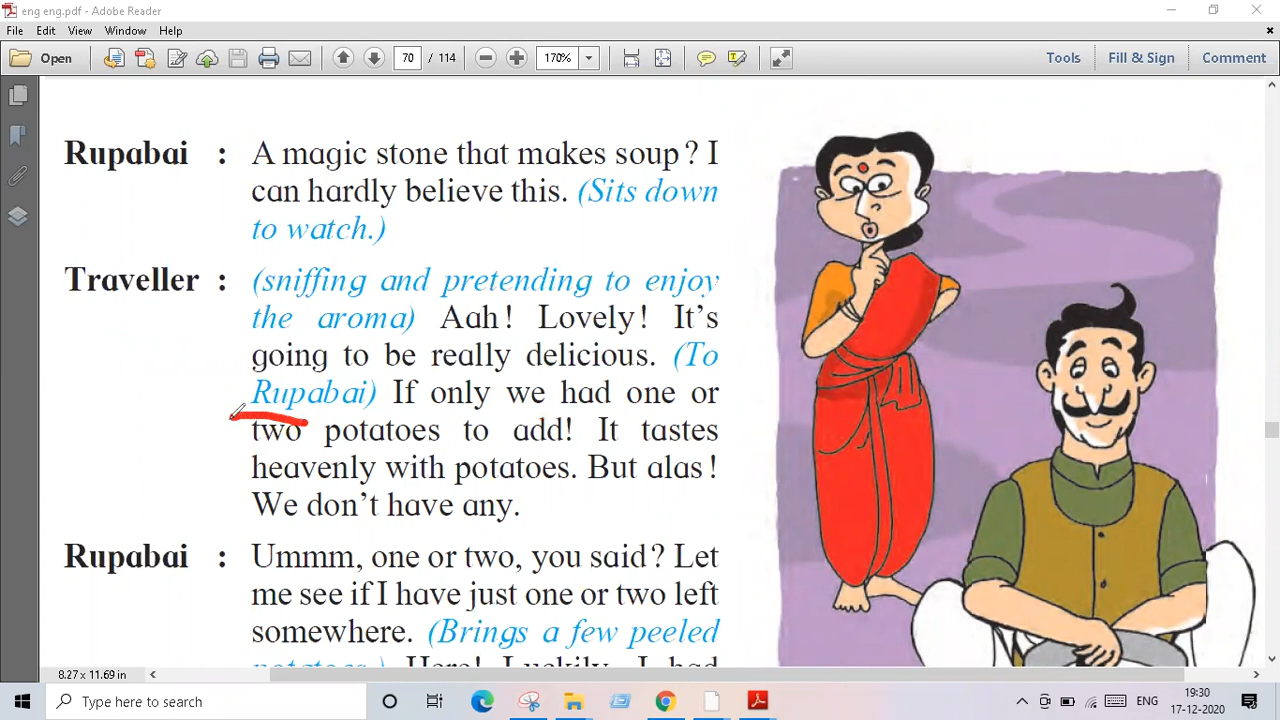 eng eng.pdf - Adobe Reader
File Edit View Window Help
Open 70 / 114 170% Tools Fill & Sign Comment
Rupabai : A magic stone that makes soup? I
can hardly believe this. (Sits down
to watch.)
Traveller : (sniffing and pretending to enjoy
the aroma) Aah! Lovely! It's
going to be really delicious. (To
Rupabai) If only we had one or
two potatoes to add! It tastes
heavenly with potatoes. But alas!
We don't have any.
Rupabai : Ummm, one or two, you said? Let
me see if I have just one or two left
somewhere. (Brings a few peeled
potatoes.) Here! Luckily, I had
8.27 x 11.69 in
Type here to search
ENG
19:30
17-12-2020